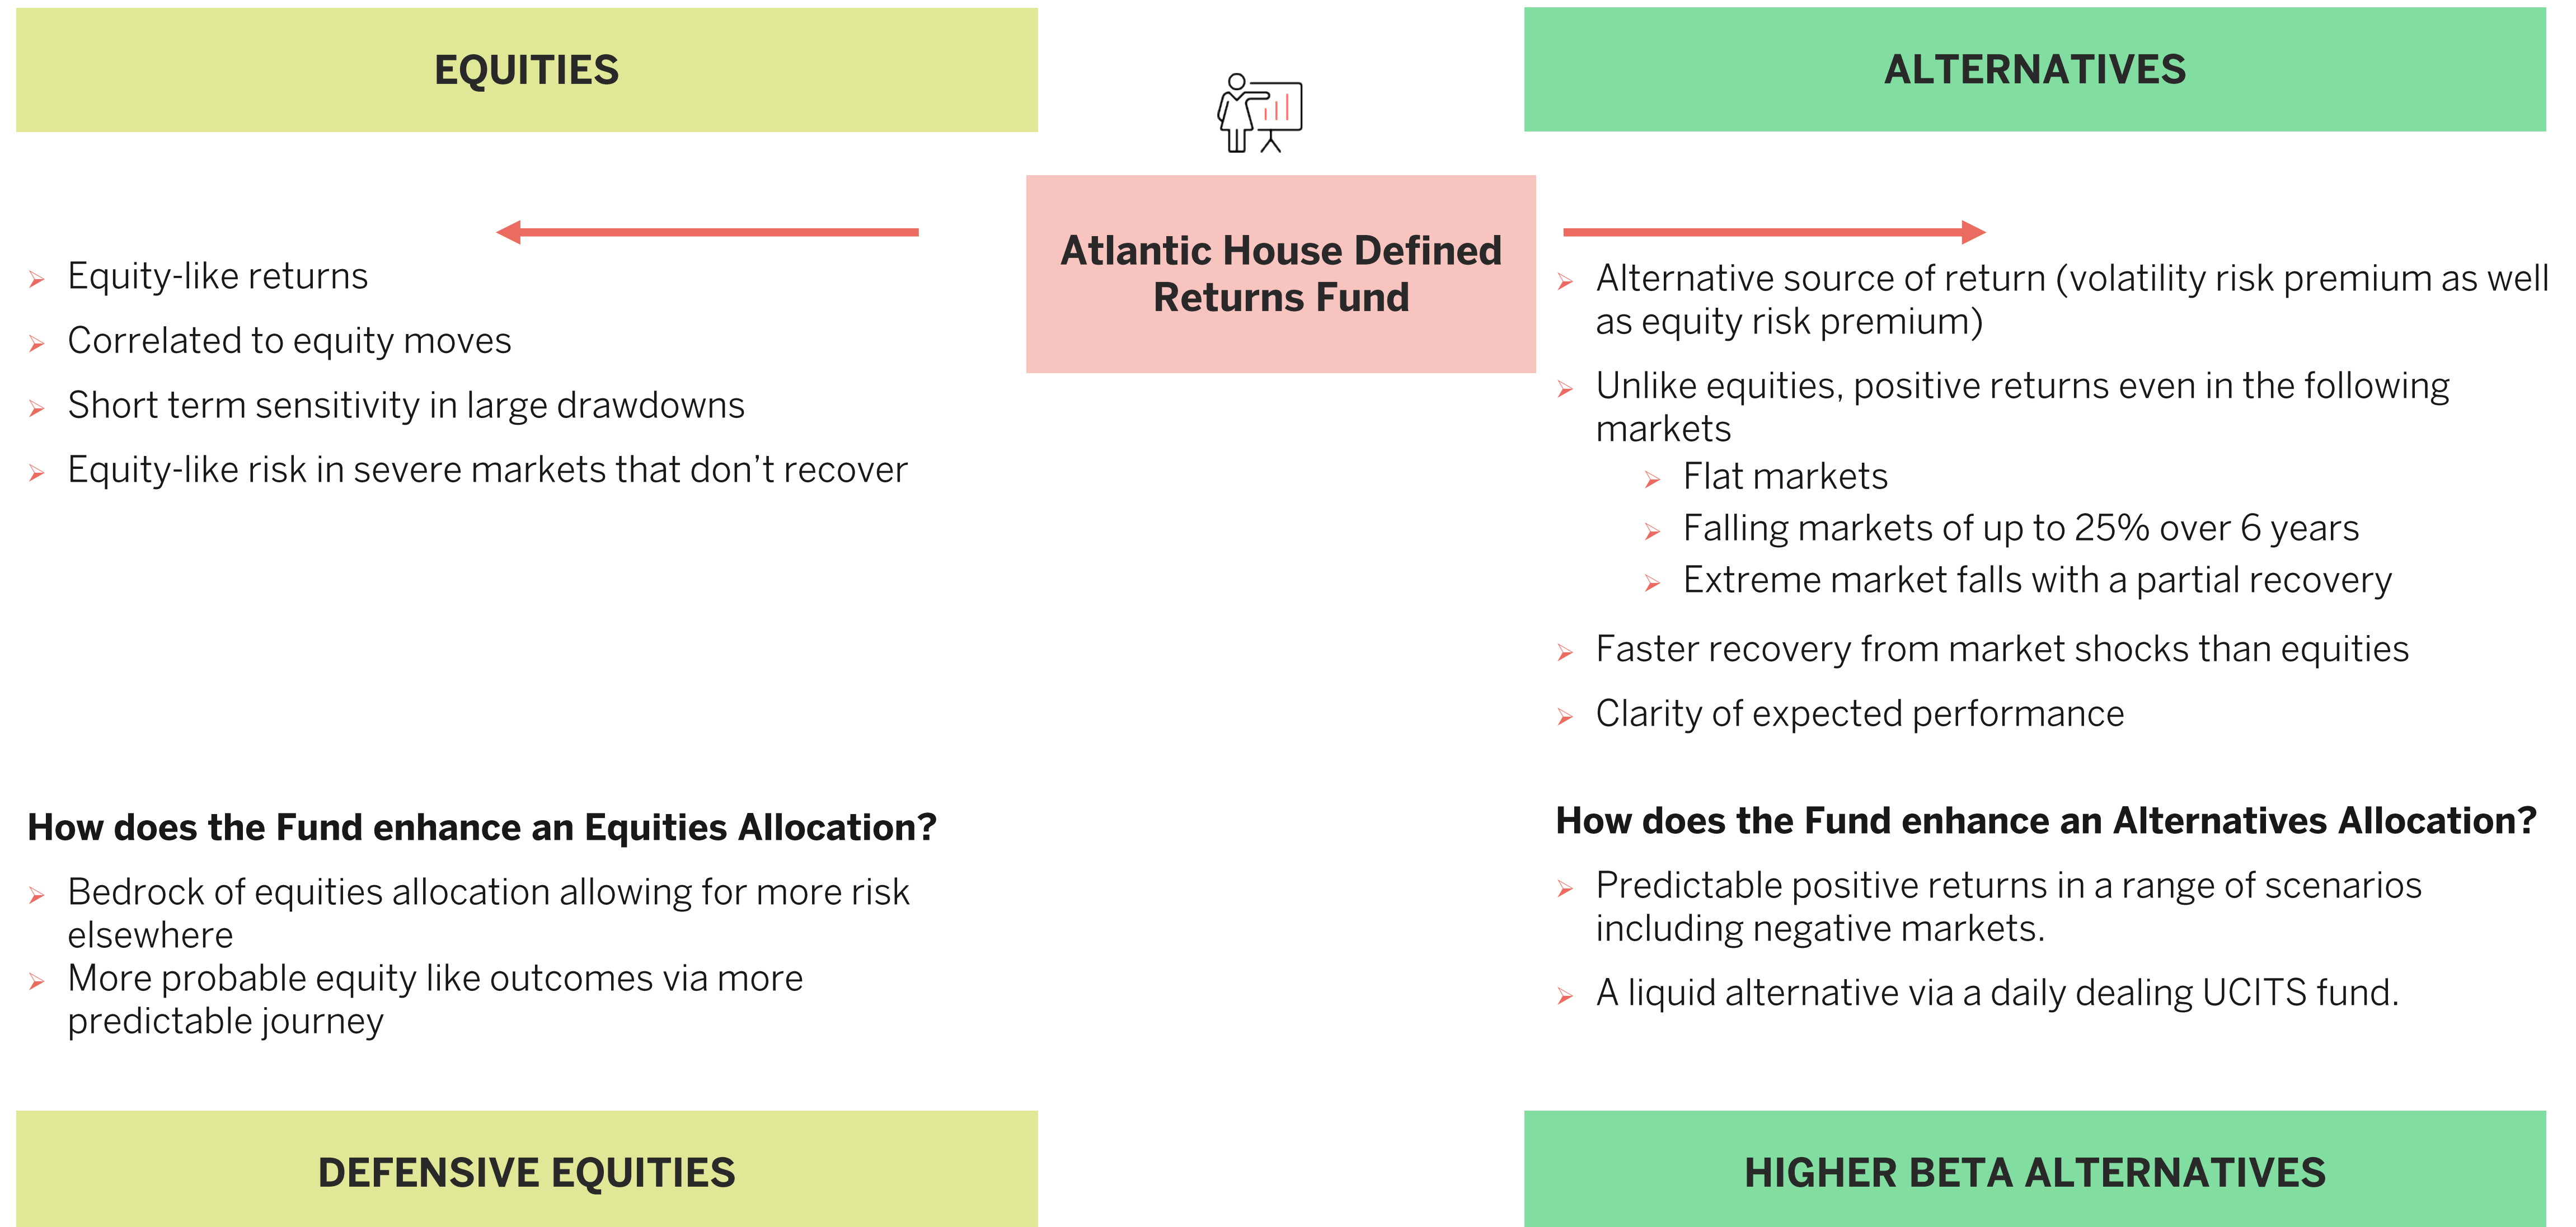 EQUITIES
Equity-like returns
Correlated to equity moves
Short term sensitivity in large drawdowns
Equity-like risk in severe markets that don’t recover
How does the Fund enhance an Equities Allocation?
Bedrock of equities allocation allowing for more risk
elsewhere
More probable equity like outcomes via more
predictable journey
DEFENSIVE EQUITIES
Atlantic House Defined
Returns Fund
ALTERNATIVES
Alternative source of return (volatility risk premium as well
as equity risk premium)
Unlike equities, positive returns even in the following
markets
Flat markets
Falling markets of up to 25% over 6 years
Extreme market falls with a partial recovery
Faster recovery from market shocks than equities
Clarity of expected performance
How does the Fund enhance an Alternatives Allocation?
Predictable positive returns in a range of scenarios
including negative markets.
A liquid alternative via a daily dealing UCITS fund.
HIGHER BETA ALTERNATIVES